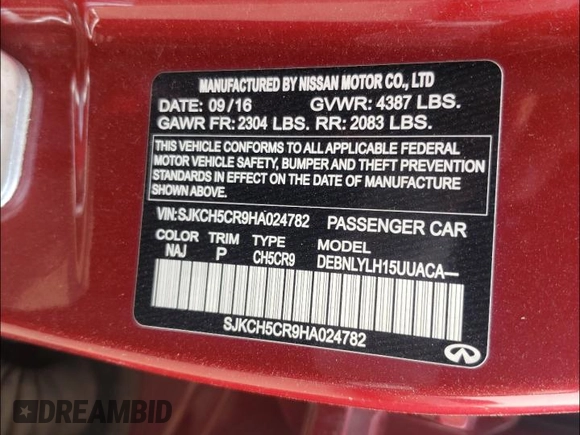 MANUFACTURED BY NISSAN MOTOR CO., LTD
DATE: 09/16 GVWR: 4387 LBS.
GAWR FR: 2304 LBS. RR: 2083 LBS.
THIS VEHICLE CONFORMS TO ALL APPLICABLE FEDERAL
MOTOR VEHICLE SAFETY, BUMPER AND THEFT PREVENTION
STANDARDS IN EFFECT ON THE DATE OF MANUFACTURE
SHOWN ABOVE.
VIN:SJKCH5CR9HA024782 PASSENGER CAR
COLOR TRIM TYPE MODEL
NAJ P CH5CR9 DEBNLYLH15UUACA—
SJKCH5CR9HA024782
DREAMBID